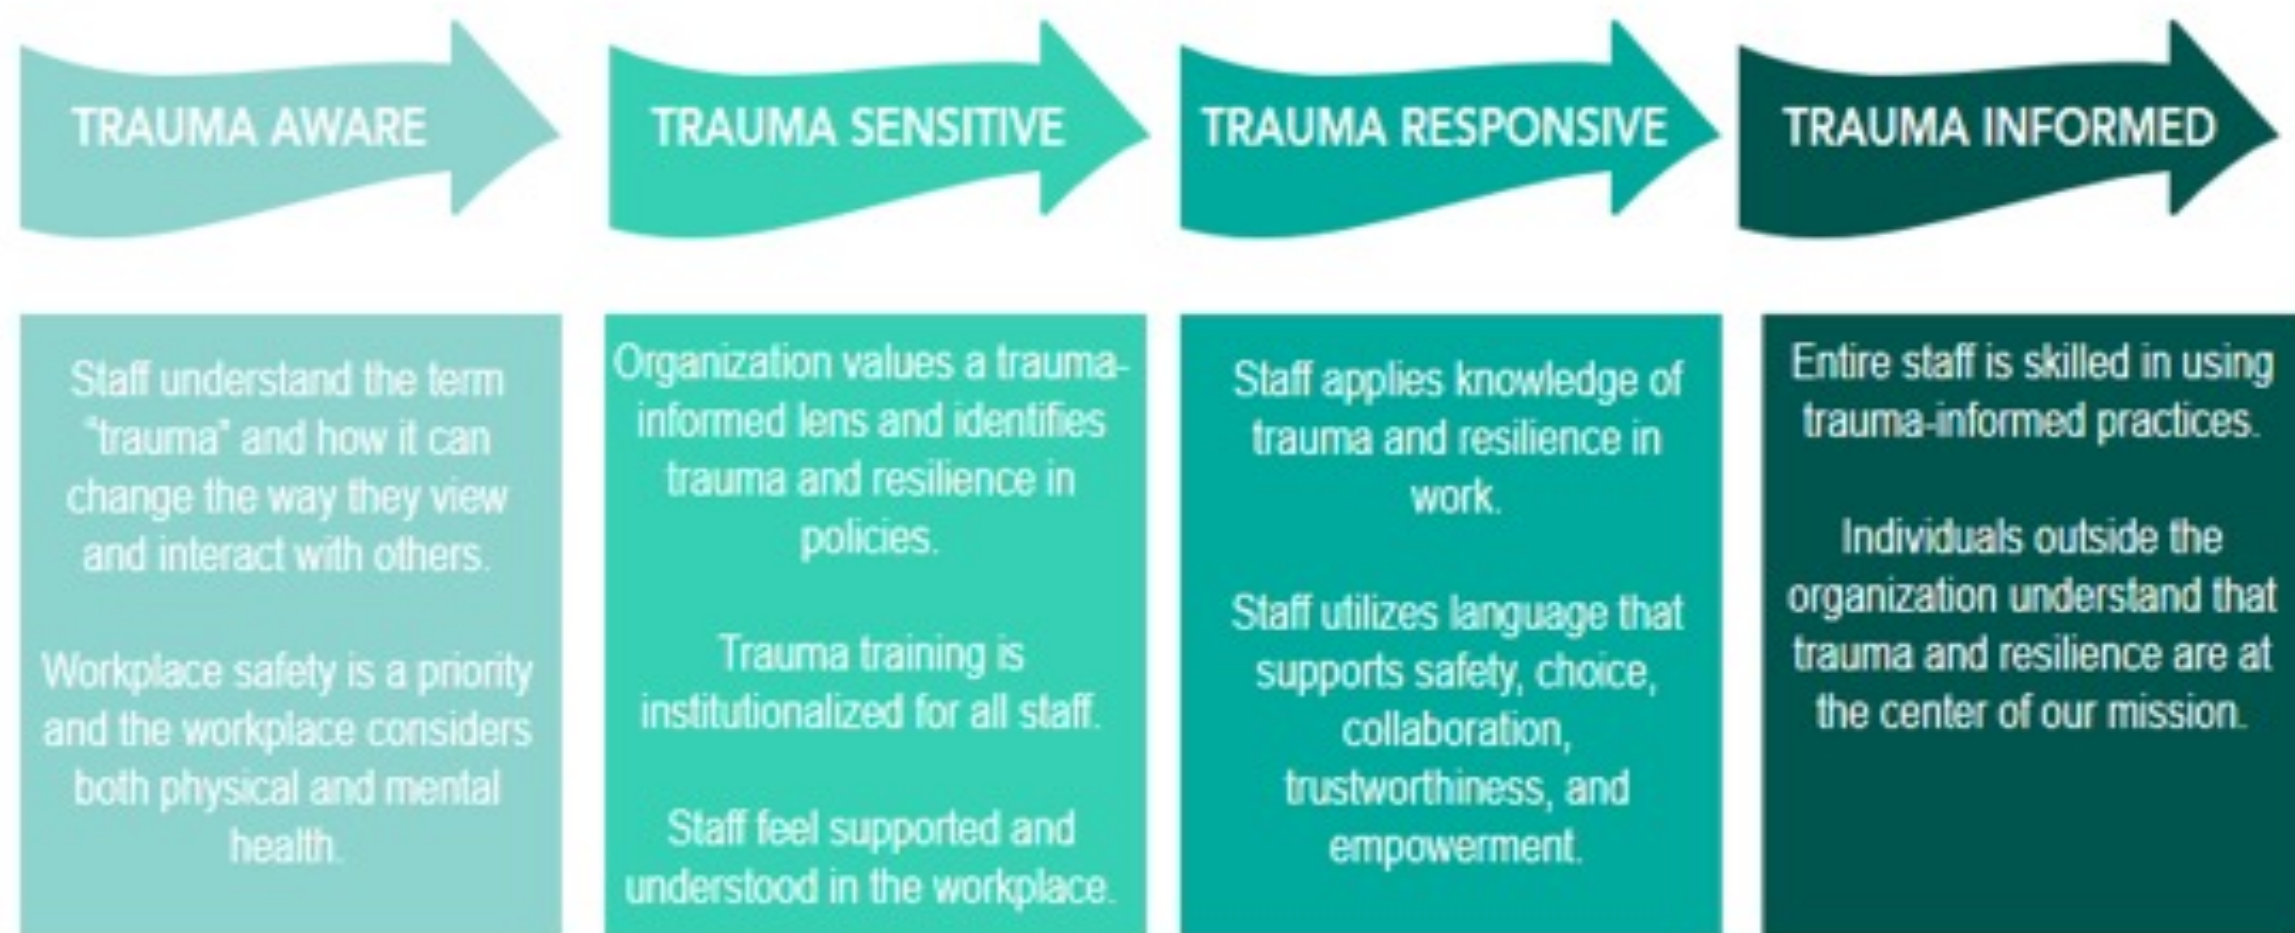 TRAUMA AWARE
TRAUMA SENSITIVE
TRAUMA RESPONSIVE
TRAUMA INFORMED
Staff understand the term
"trauma" and how it can
change the way they view
and interact with others.
Workplace safety is a priority
and the workplace considers
both physical and mental
health.
Organization values a trauma-
informed lens and identifies
trauma and resilience in
policies.
Trauma training is
institutionalized for all staff.
Staff feel supported and
understood in the workplace.
Staff applies knowledge of
trauma and resilience in
work.
Staff utilizes language that
supports safety, choice,
collaboration,
trustworthiness, and
empowerment.
Entire staff is skilled in using
trauma-informed practices.
Individuals outside the
organization understand that
trauma and resilience are at
the center of our mission.